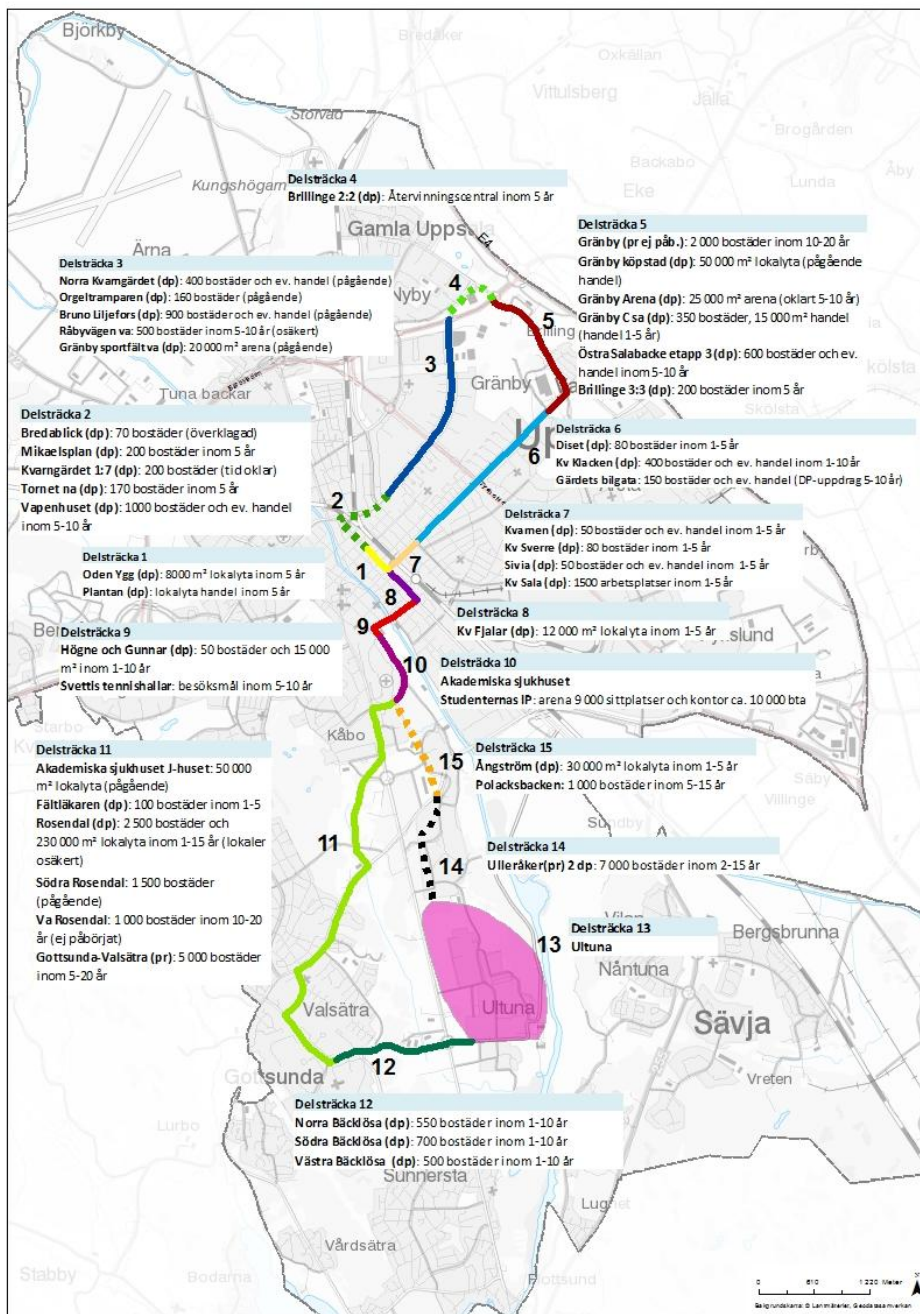 Björkby
Bredåker
Oxkällan
Jälla
Vittulsberg
Storvad
Brogården
Backabo
Åby
Kungshögarn
Eke
Lunda
Delsträcka 4
Brillinge 2:2 (dp): Återvinningscentral inom 5 år
Gamla Upps
E4
Ärna
Delsträcka 5
Gränby (pr ej påb.): 2 000 bostäder inom 10-20 år
Gränby köpstad (dp): 50 000 m² lokalyta (pågående
handel)
Gränby Arena (dp): 25 000 m² arena (oklart 5-10 år)
Gränby C sa (dp): 350 bostäder, 15 000 m² handel
(handel 1-5 år)
Östra Salabacke etapp 3 (dp): 600 bostäder och ev.
handel inom 5-10 år
Brillinge 3:3 (dp): 200 bostäder inom 5 år
Delsträcka 3
Norra Kvarngärdet (dp): 400 bostäder och ev. handel (pågående)
Orgeltramparen (dp): 160 bostäder (pågående)
Bruno Liljefors (dp): 900 bostäder och ev. handel (pågående)
Råbyvägen va: 500 bostäder inom 5-10 år (osäkert)
Gränby sportfält va (dp): 20 000 m² arena (pågående)
Nyby
4
5
Brilling
3
Gränby
kölsta
Tuna backar
Skölsta
Delsträcka 2
Bredablick (dp): 70 bostäder (överklagad)
Mikaelsplan (dp): 200 bostäder inom 5 år
Kvarngärdet 1:7 (dp): 200 bostäder (tid oklar)
Tornet na (dp): 170 bostäder inom 5 år
Vapenhuset (dp): 1000 bostäder och ev. handel
inom 5-10 år
Up
6
Delsträcka 6
Diset (dp): 80 bostäder inom 1-5 år
Kv Klacken (dp): 400 bostäder och ev. handel inom 1-10 år
Gärdets bilgata: 150 bostäder och ev. handel (DP-uppdrag 5-10 år)
2
Delsträcka 7
Kvarnen (dp): 50 bostäder och ev. handel inom 1-5 år
Kv Sverre (dp): 80 bostäder inom 1-5 år
Sivia (dp): 50 bostäder och ev. handel inom 1-5 år
Kv Sala (dp): 1500 arbetsplatser inom 1-5 år
Delsträcka 1
Oden Ygg (dp): 8000 m² lokalyta inom 5 år
Plantan (dp): lokalyta handel inom 5 år
1
7
8
Delsträcka 8
Kv Fjalar (dp): 12 000 m² lokalyta inom 1-5 år
slund
Delsträcka 9
Högne och Gunnar (dp): 50 bostäder och 15 000
m² inom 1-10 år
Svettis tennishallar: besöksmål inom 5-10 år
9
10
Delsträcka 10
Akademiska sjukhuset
Studenternas IP: arena 9 000 sittplatser och kontor ca. 10 000 bta
Starbo
Kåbo
Delsträcka 11
Akademiska sjukhuset J-huset: 50 000
m² lokalyta (pågående)
Fältläkaren (dp): 100 bostäder inom 1-5
Rosendal (dp): 2 500 bostäder och
230 000 m² lokalyta inom 1-15 år (lokaler
osäkert)
Södra Rosendal: 1 500 bostäder
(pågående)
Va Rosendal: 1 000 bostäder inom 10-20
år (ej påbörjat)
Gottsunda-Valsätra (pr): 5 000 bostäder
inom 5-20 år
15
Delsträcka 15
Ångström (dp): 30 000 m² lokalyta inom 1-5 år
Polacksbacken: 1 000 bostäder inom 5-15 år
Säby
Villinge
Sundby
11
14
Delsträcka 14
Ulleråker(pr) 2 dp: 7 000 bostäder inom 2-15 år
13
Delsträcka 13
Ultuna
Vilan
Bergsbrunna
Nåntuna
Valsätra
Ultuna
Sävja
12
Gottsunda
Vreten
Delsträcka 12
Norra Bäcklösa (dp): 550 bostäder inom 1-10 år
Södra Bäcklösa (dp): 700 bostäder inom 1-10 år
Västra Bäcklösa (dp): 500 bostäder inom 1-10 år
Lurbo
Sunnersta
Lugnet
Vårdsätra
Stabby
Bodarna
Flottsund
0 610 1 220 Meter
Bakgrundskarta: © Lantmäteriet, Geodatasamverkan